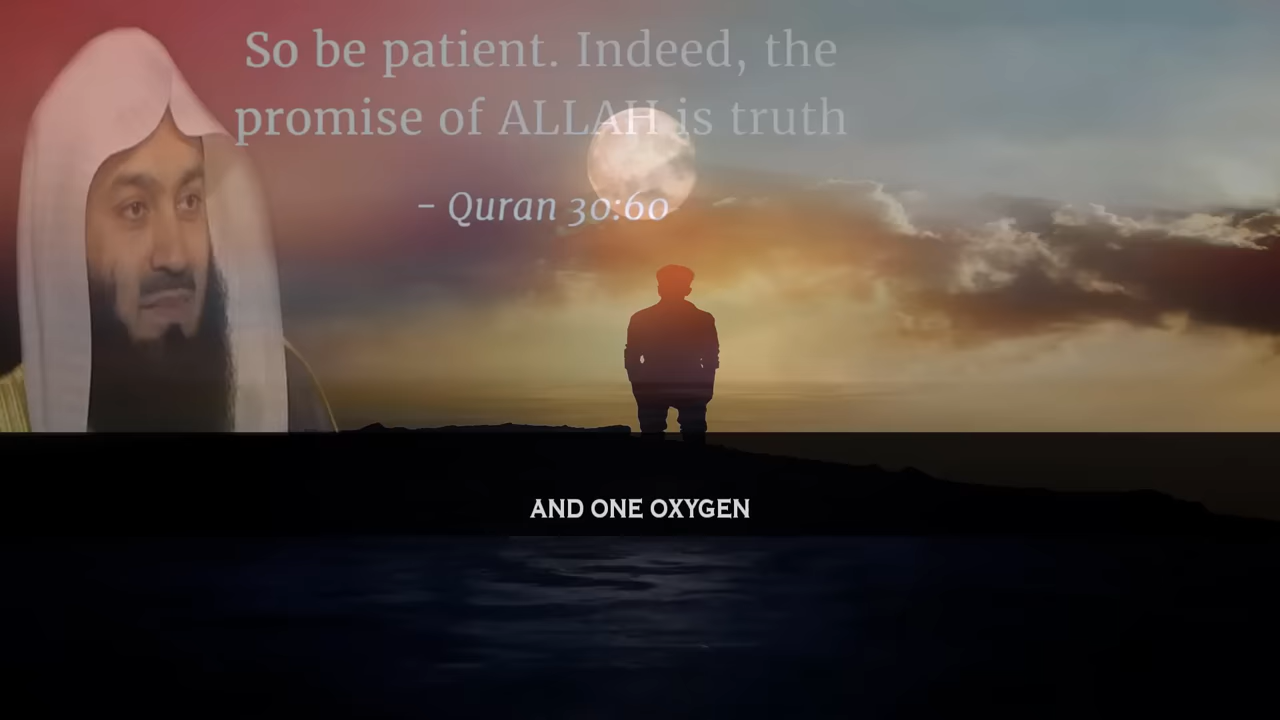 So be patient. Indeed, the
promise of ALLAH is truth
– Quran 30:60
AND ONE OXYGEN